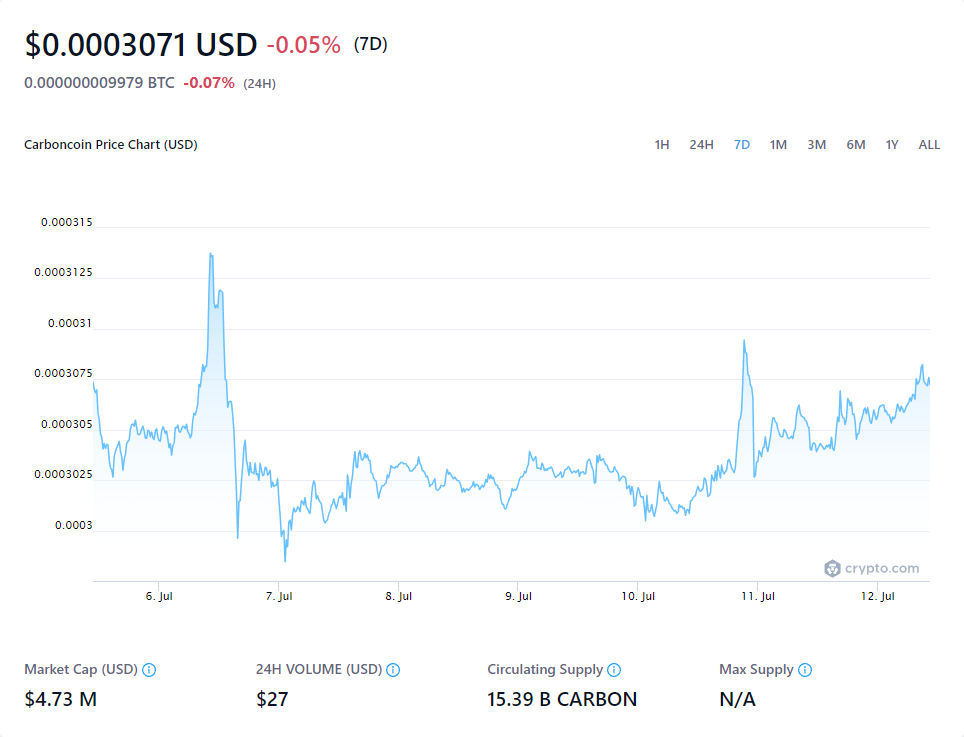 $0.0003071 USD -0.05% (7D)
0.000000009979 BTC -0.07% (24H)
Carboncoin Price Chart (USD)
1H 24H 7D 1M 3M 6M 1Y ALL
0.000315
0.0003125
0.00031
0.0003075
0.000305
0.0003025
0.0003
crypto.com
6. Jul 7. Jul 8. Jul 9. Jul 10. Jul 11. Jul 12. Jul
Market Cap (USD) 24H VOLUME (USD) Circulating Supply Max Supply
$4.73 M $27 15.39 B CARBON N/A